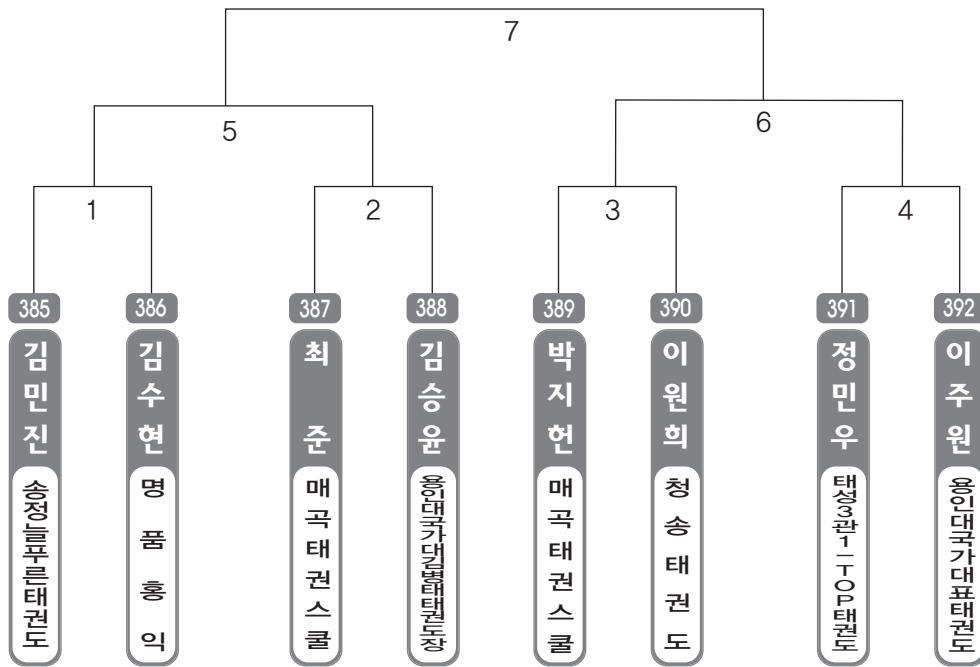 7
5
6
1
2
3
4
385
386
387
388
389
390
391
392
김민진
김수현
최 준
김승윤
박지헌
이원희
정민우
이주원
송정늘푸른태권도
명품홍익
매곡태권스쿨
용인대국가대김병태태권도장
매곡태권스쿨
청송태권도
태성3관1-TOP태권도
용인대국가대표태권도